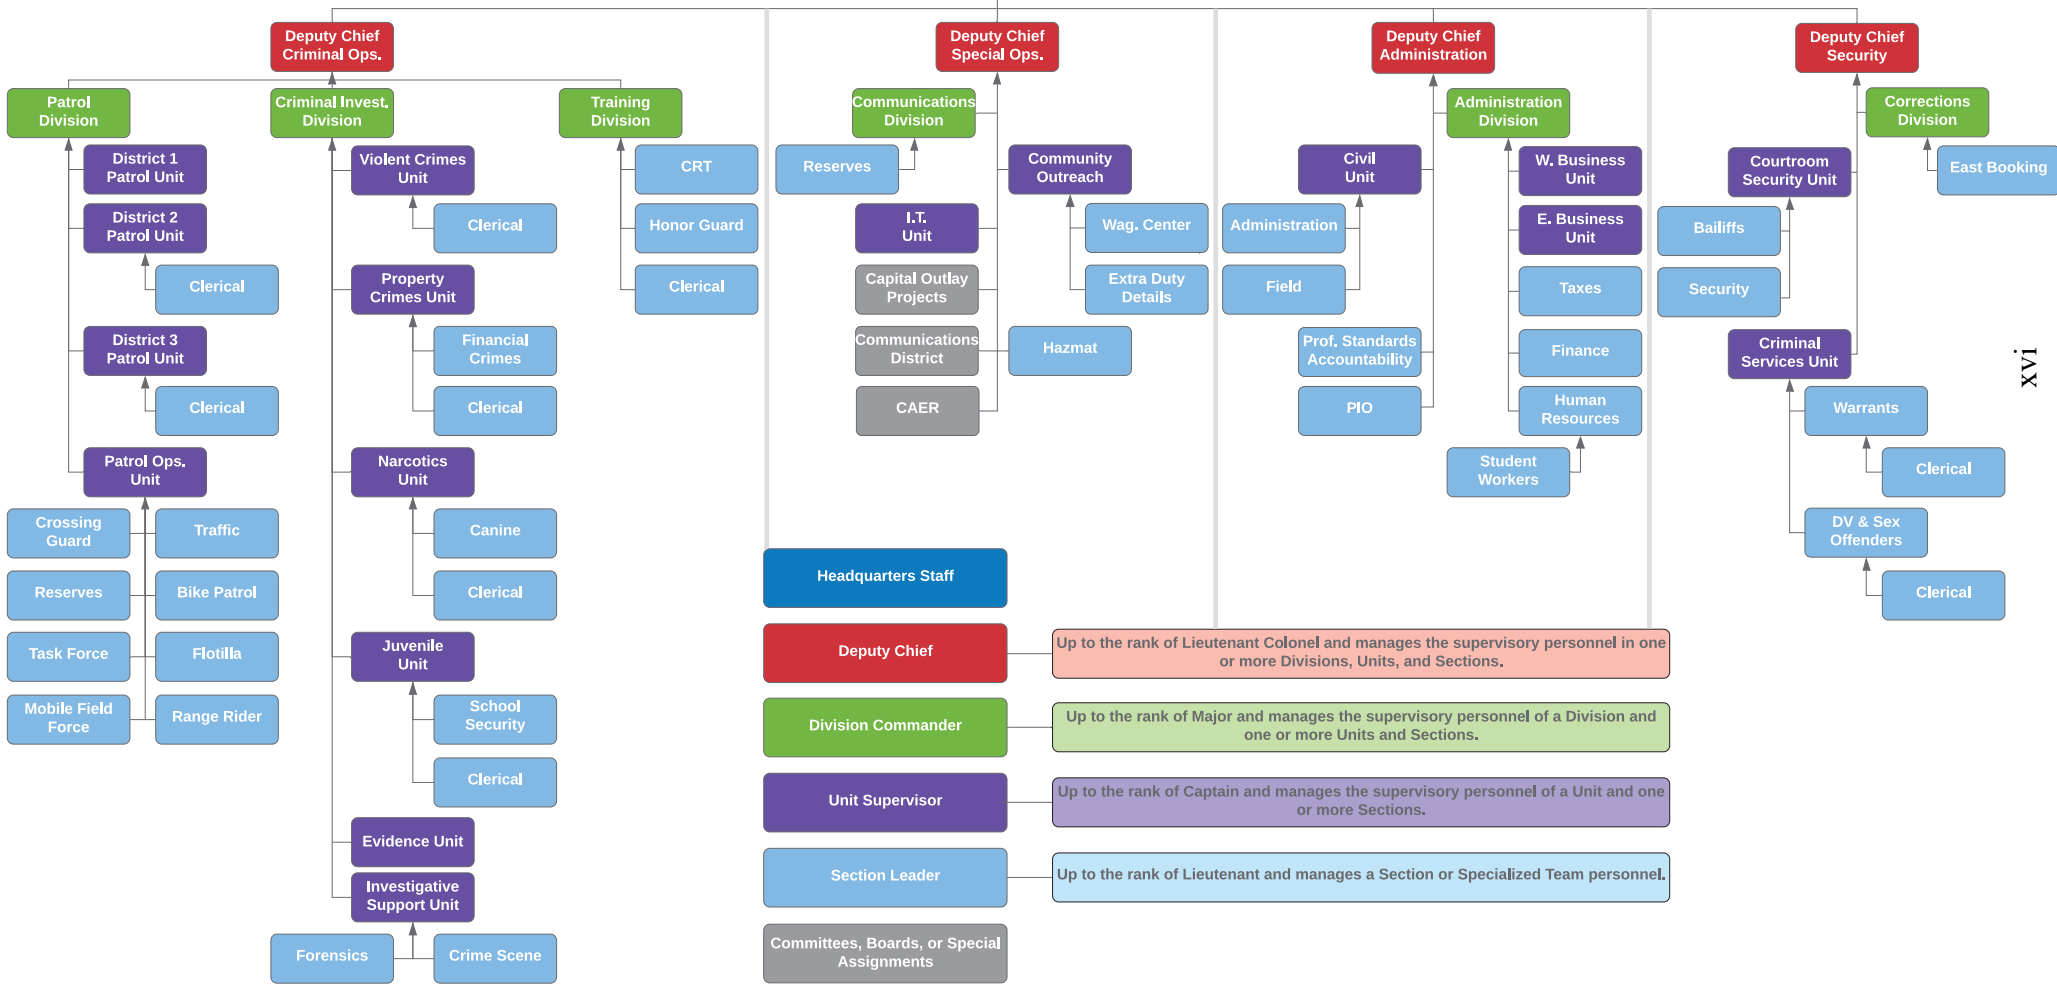 Deputy Chief
Criminal Ops.
Deputy Chief
Special Ops.
Deputy Chief
Administration
Deputy Chief
Security
Patrol
Division
Criminal Invest.
Division
Training
Division
Communications
Division
Administration
Division
Corrections
Division
District 1
Patrol Unit
Violent Crimes
Unit
CRT
Reserves
Community
Outreach
Civil
Unit
W. Business
Unit
Courtroom
Security Unit
East Booking
District 2
Patrol Unit
Clerical
Honor Guard
I.T.
Unit
Wag. Center
Administration
E. Business
Unit
Bailiffs
Clerical
Property
Crimes Unit
Clerical
Capital Outlay
Projects
Extra Duty
Details
Field
Taxes
Security
District 3
Patrol Unit
Financial
Crimes
Communications
District
Hazmat
Prof. Standards
Accountability
Finance
Criminal
Services Unit
xvi
Clerical
Clerical
CAER
PIO
Human
Resources
Warrants
Patrol Ops.
Unit
Narcotics
Unit
Student
Workers
Clerical
Crossing
Guard
Traffic
Canine
DV & Sex
Offenders
Reserves
Bike Patrol
Clerical
Headquarters Staff
Clerical
Task Force
Flotilla
Juvenile
Unit
Deputy Chief
Up to the rank of Lieutenant Colonel and manages the supervisory personnel in one
or more Divisions, Units, and Sections.
Mobile Field
Force
Range Rider
School
Security
Division Commander
Up to the rank of Major and manages the supervisory personnel of a Division and
one or more Units and Sections.
Clerical
Unit Supervisor
Up to the rank of Captain and manages the supervisory personnel of a Unit and one
or more Sections.
Evidence Unit
Investigative
Support Unit
Section Leader
Up to the rank of Lieutenant and manages a Section or Specialized Team personnel.
Forensics
Crime Scene
Committees, Boards, or Special
Assignments